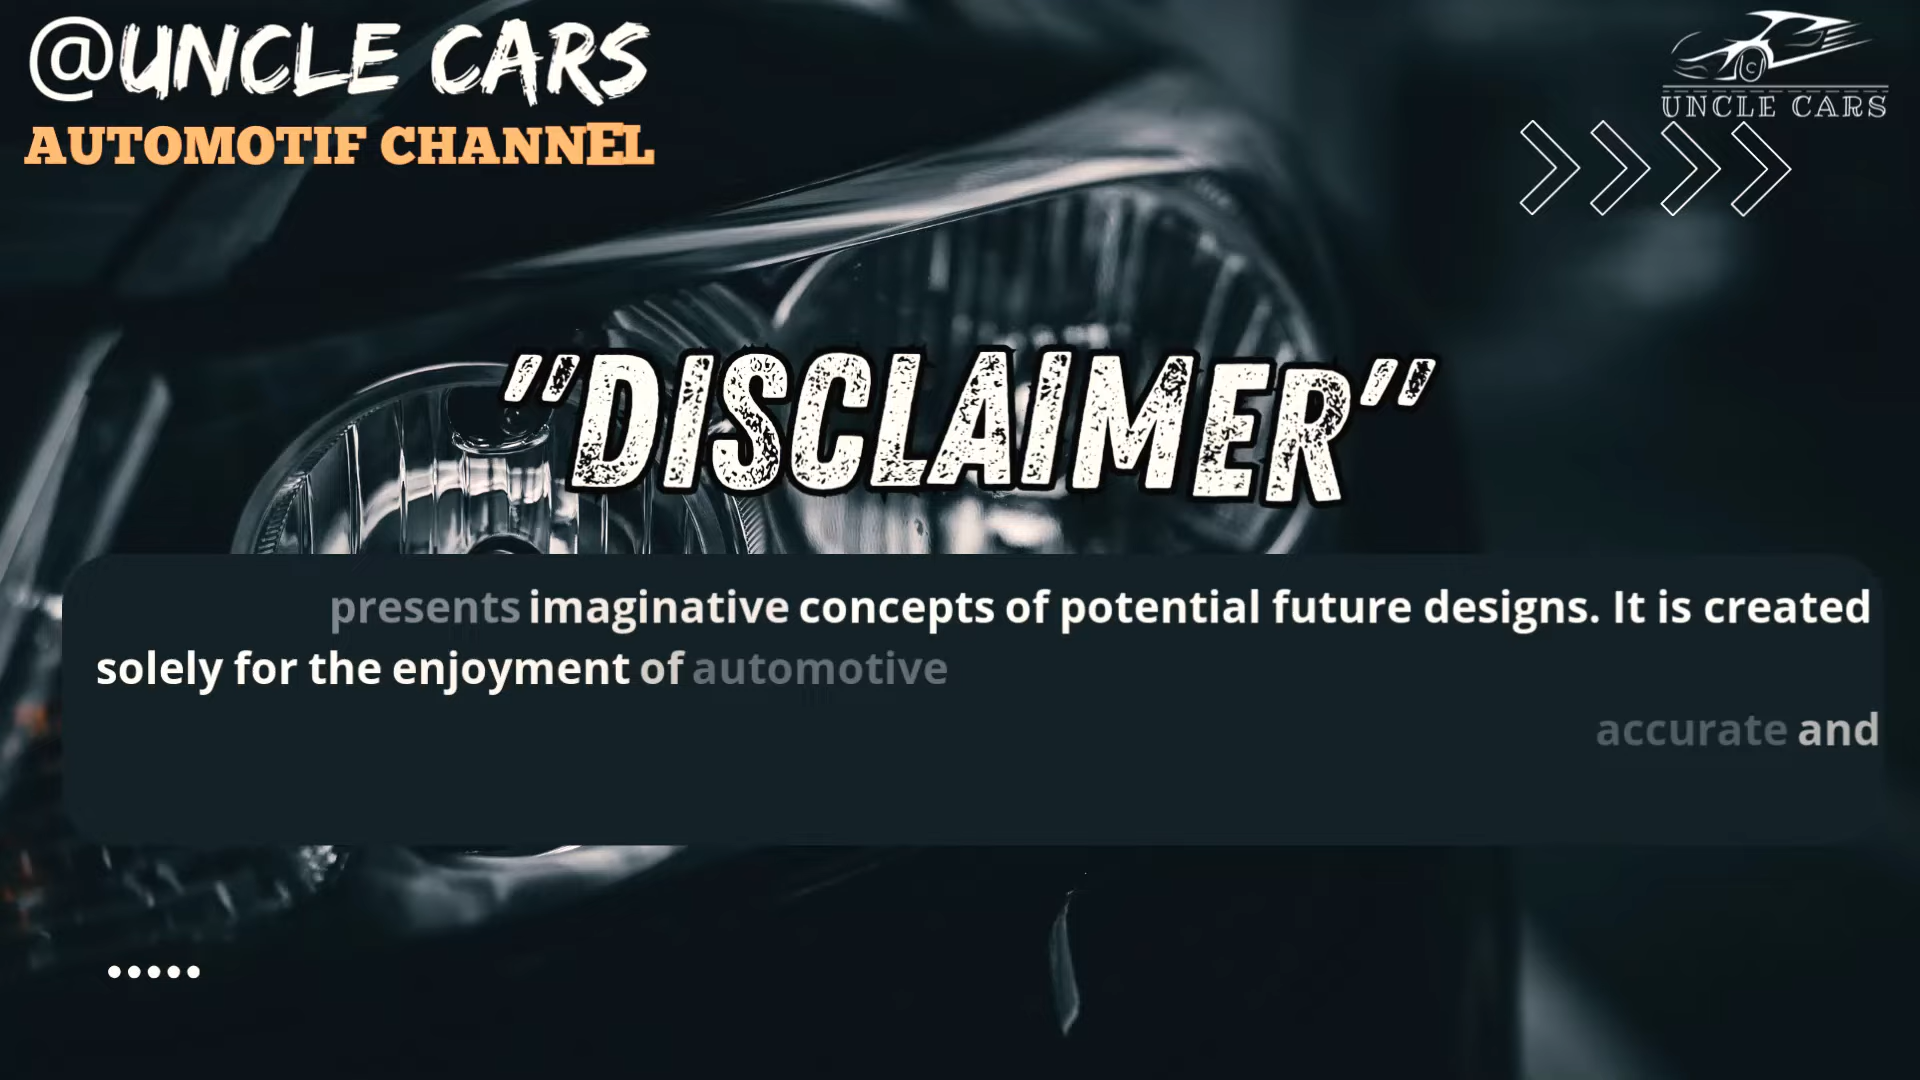 @UNCLE CARS
AUTOMOTIF CHANNEL
UNCLE CARS
"DISCLAIMER"
presents imaginative concepts of potential future designs. It is created
solely for the enjoyment of automotive
accurate and